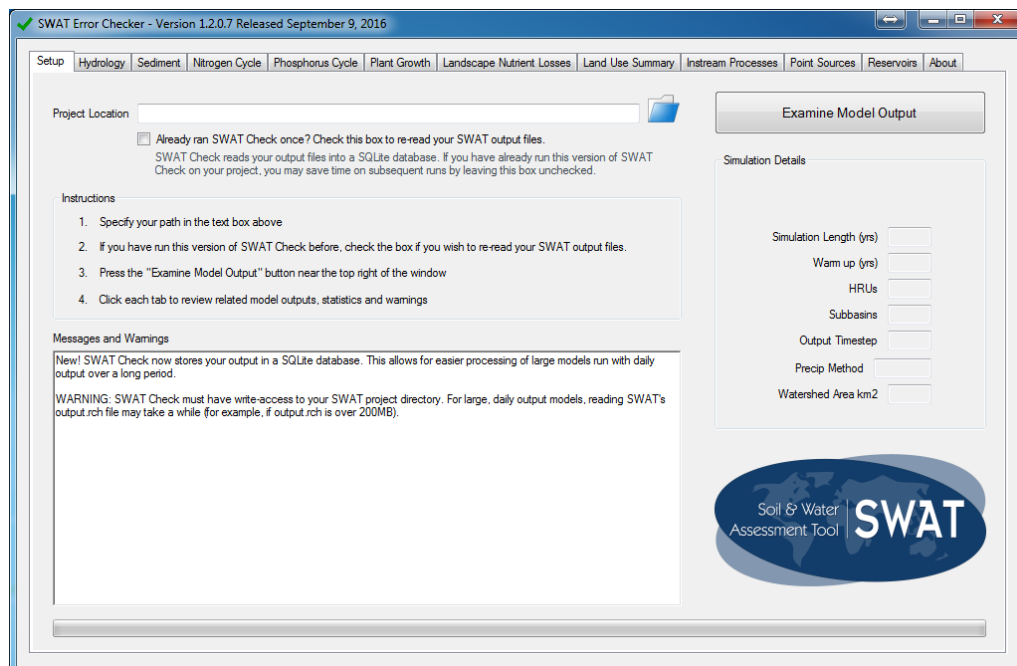 SWAT Error Checker - Version 1.2.0.7 Released September 9, 2016
Setup
Hydrology
Sediment
Nitrogen Cycle
Phosphorus Cycle
Plant Growth
Landscape Nutrient Losses
Land Use Summary
Instream Processes
Point Sources
Reservoirs
About
Project Location
Already ran SWAT Check once? Check this box to re-read your SWAT output files.
SWAT Check reads your output files into a SQLite database. If you have already run this version of SWAT
Check on your project, you may save time on subsequent runs by leaving this box unchecked.
Instructions
1. Specify your path in the text box above
2. If you have run this version of SWAT Check before, check the box if you wish to re-read your SWAT output files.
3. Press the "Examine Model Output" button near the top right of the window
4. Click each tab to review related model outputs, statistics and warnings
Messages and Warnings
New! SWAT Check now stores your output in a SQLite database. This allows for easier processing of large models run with daily
output over a long period.
WARNING: SWAT Check must have write-access to your SWAT project directory. For large, daily output models, reading SWAT's
output.rch file may take a while (for example, if output.rch is over 200MB).
Examine Model Output
Simulation Details
Simulation Length (yrs)
Warm up (yrs)
HRUs
Subbasins
Output Timestep
Precip Method
Watershed Area km2
Soil & Water
Assessment Tool
SWAT